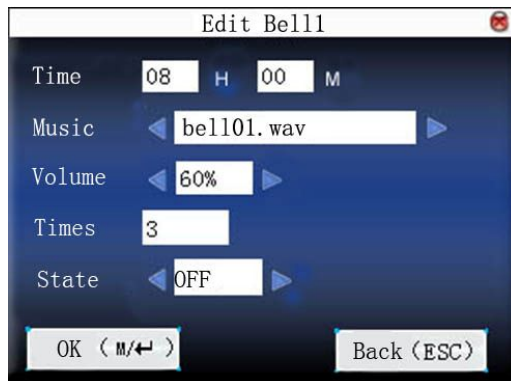 Edit Bell1
Time 08 H 00 M
Music bell01.wav
Volume 60%
Times 3
State OFF
OK (M/↵) Back (ESC)